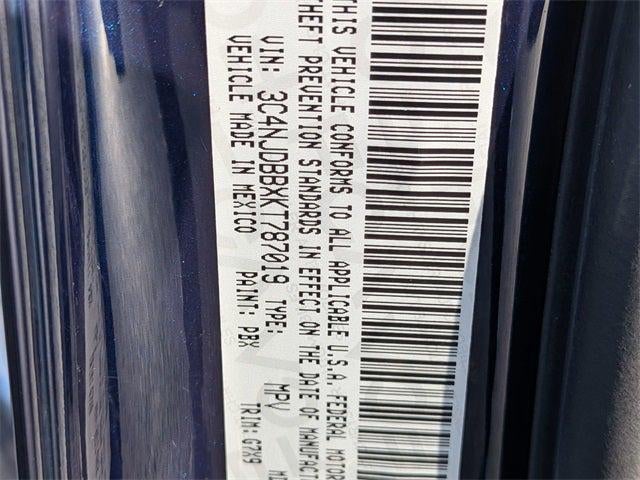 THIS VEHICLE CONFORMS TO ALL APPLICABLE U.S.A. FEDERAL MOTOR
THEFT PREVENTION STANDARDS IN EFFECT ON THE DATE OF MANUFACT
VIN: 3C4NJDBBXKT787019 TYPE: MPV
VEHICLE MADE IN MEXICO PAINT: PBX TRIM: G7X9